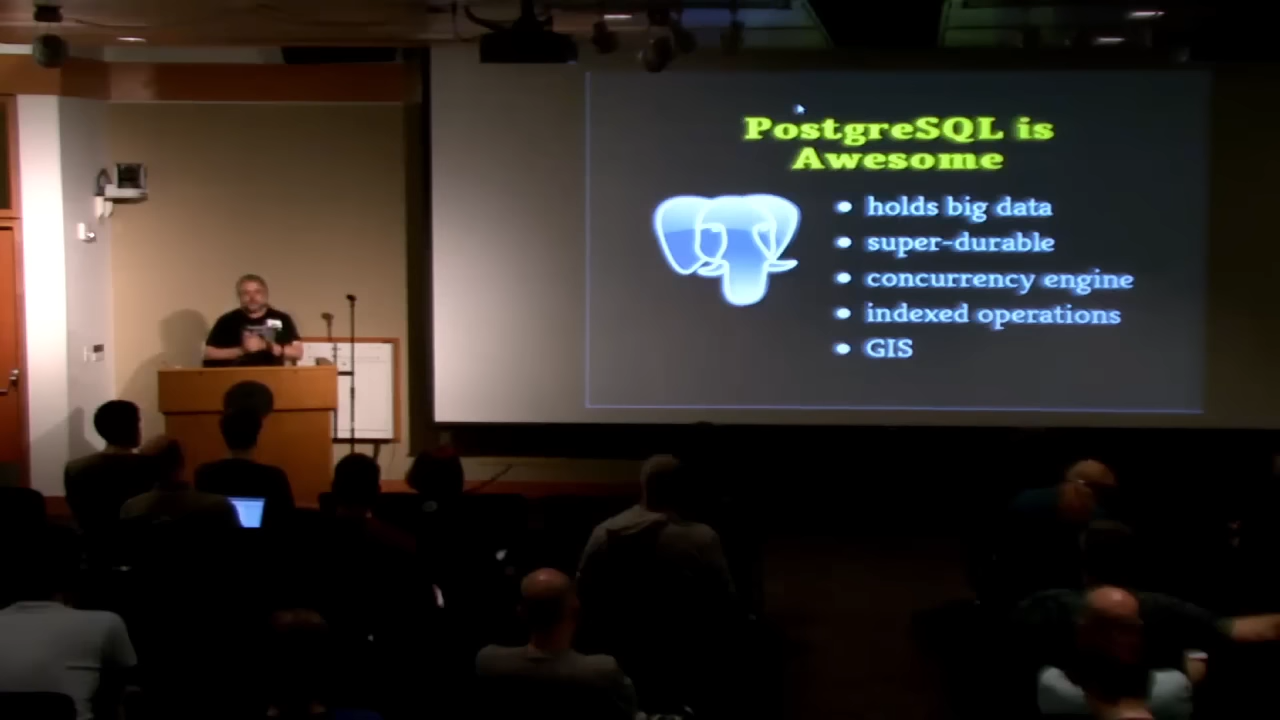 PostgreSQL is
Awesome
holds big data
super-durable
concurrency engine
indexed operations
GIS